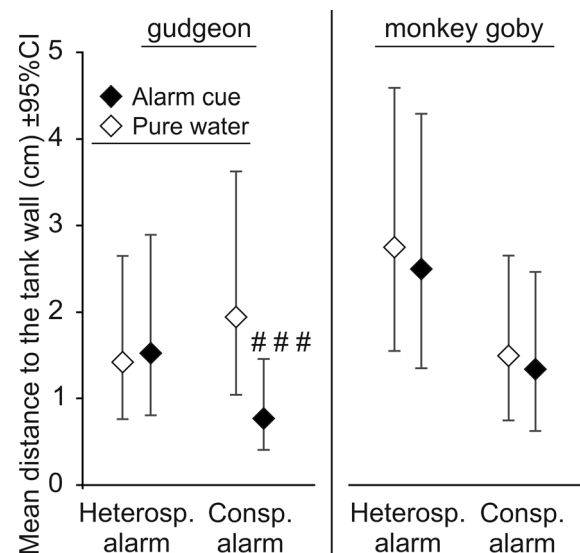 gudgeon
monkey goby
Mean distance to the tank wall (cm) ±95%CI
5
4
3
2
1
0
Alarm cue
Pure water
# # #
Heterosp.
alarm
Consp.
alarm
Heterosp.
alarm
Consp.
alarm